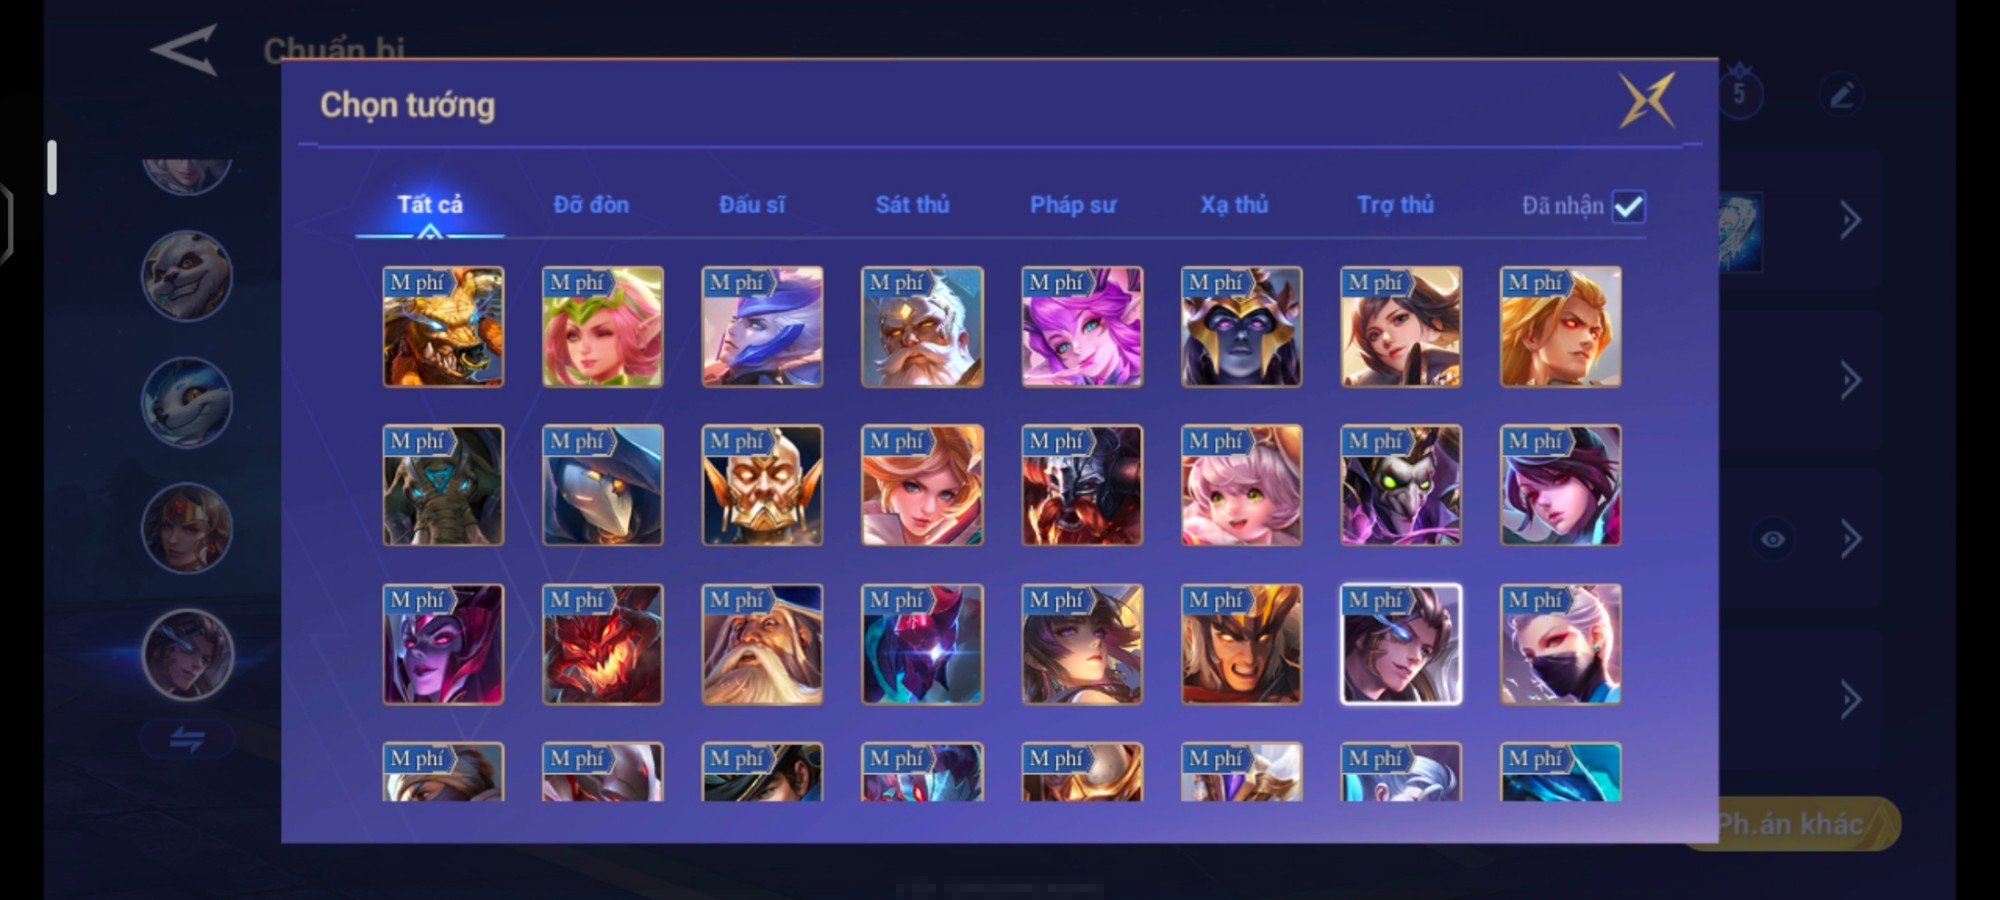 Chuẩn bị
Chọn tướng
5
Tất cả
Đỡ đòn
Đấu sĩ
Sát thủ
Pháp sư
Xạ thủ
Trợ thủ
Đã nhận
M phí M phí M phí M phí M phí M phí M phí M phí
M phí M phí M phí M phí M phí M phí M phí M phí
M phí M phí M phí M phí M phí M phí M phí M phí
M phí M phí M phí M phí M phí M phí M phí M phí
Ph.án khác